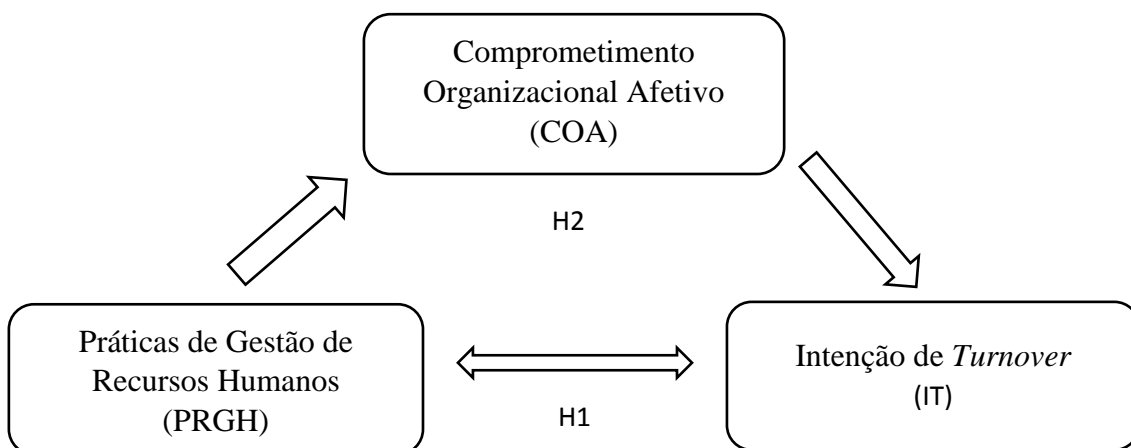 Comprometimento
Organizacional Afetivo
(COA)
H2
Práticas de Gestão de
Recursos Humanos
(PRGH)
H1
Intenção de Turnover
(IT)